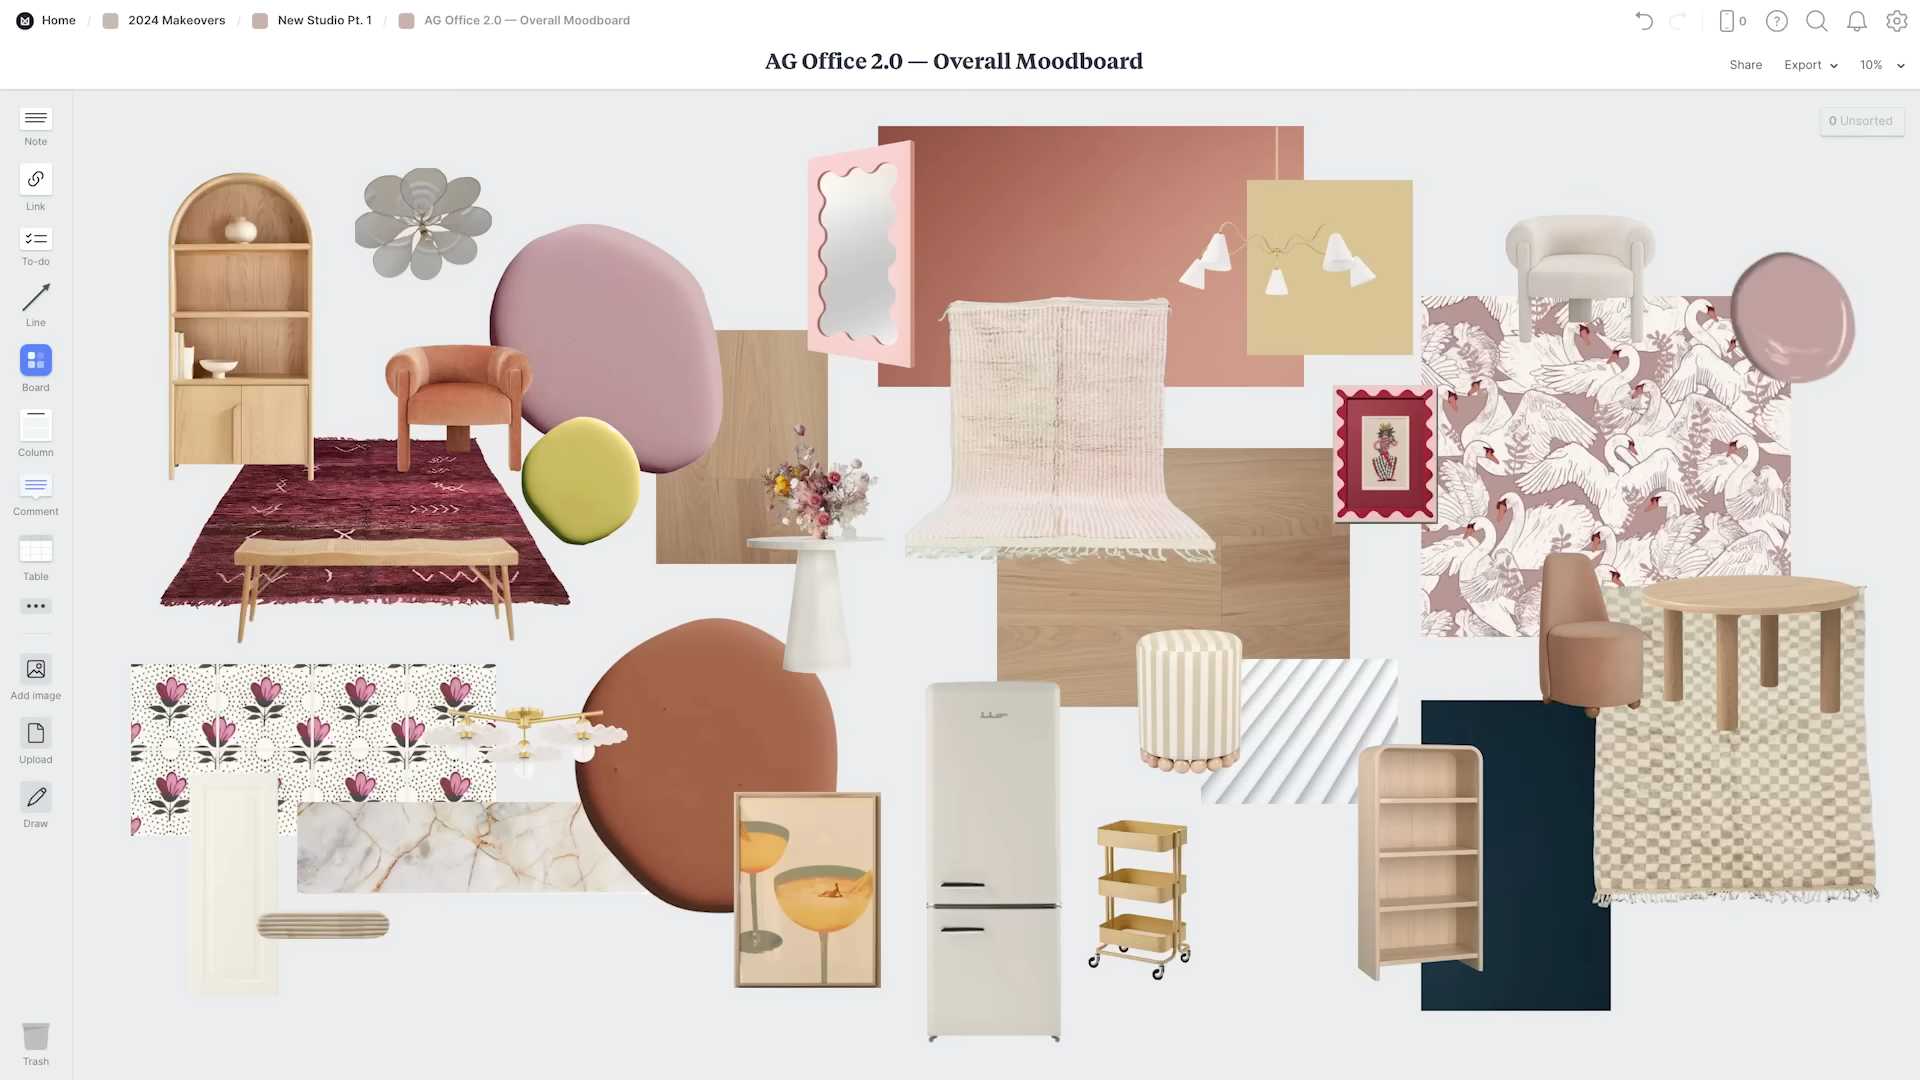 Home / 2024 Makeovers / New Studio Pt. 1 / AG Office 2.0 — Overall Moodboard
0
AG Office 2.0 — Overall Moodboard
Share
Export
10%
0 Unsorted
Note
Link
To-do
Line
Board
Column
Comment
Table
Add image
Upload
Draw
Trash